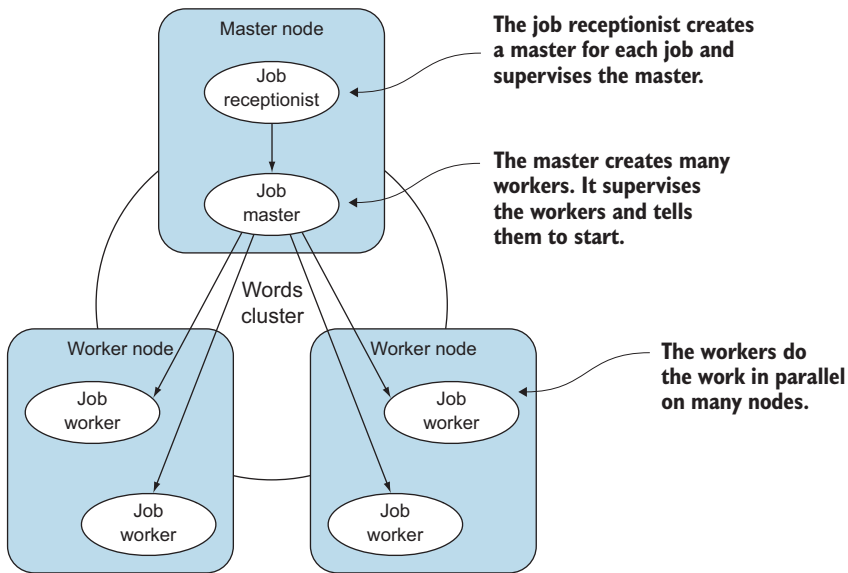 Master node
Job
receptionist
The job receptionist creates
a master for each job and
supervises the master.
Job
master
The master creates many
workers. It supervises
the workers and tells
them to start.
Words
cluster
Worker node
Job
worker
Job
worker
Worker node
Job
worker
Job
worker
The workers do
the work in parallel
on many nodes.